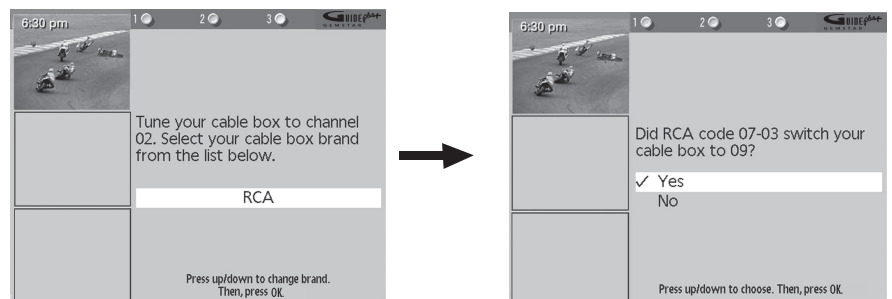 6:30 pm
1 2 3 GUIDE plus+
GEMSTAR
Tune your cable box to channel
02. Select your cable box brand
from the list below.
RCA
Press up/down to change brand.
Then, press OK.
6:30 pm
1 2 3 GUIDE plus+
GEMSTAR
Did RCA code 07-03 switch your
cable box to 09?
✓ Yes
No
Press up/down to choose. Then, press OK.